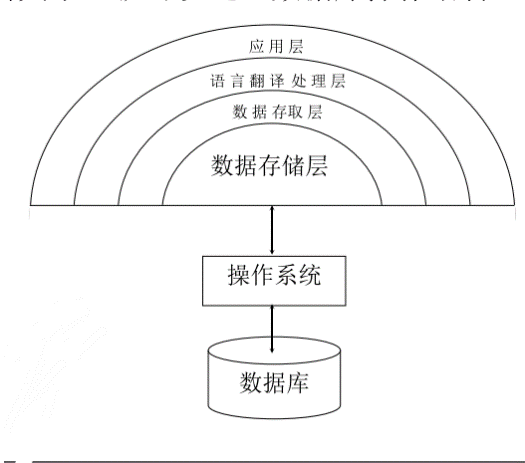 应用层
语言翻译处理层
数据存取层
数据存储层
操作系统
数据库